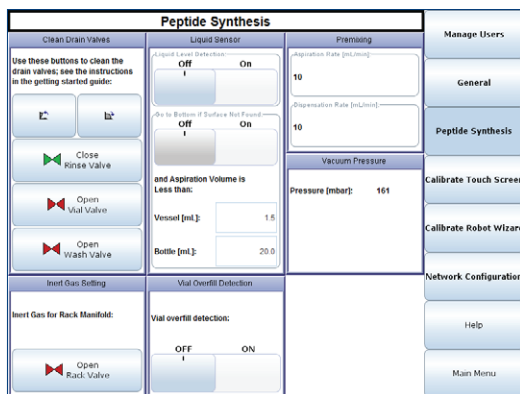 Peptide Synthesis
Clean Drain Valves
Use these buttons to clean the
drain valves; see the instructions
in the getting started guide:
Close
Rinse Valve
Open
Vial Valve
Open
Wash Valve
Inert Gas Setting
Inert Gas for Rack Manifold:
Open
Rack Valve
Liquid Sensor
Liquid Level Detection:
Off On
Go to Bottom if Surface Not Found:
Off On
and Aspiration Volume is
Less than:
Vessel [mL]: 1.5
Bottle [mL]: 20.0
Vial Overfill Detection
Vial overfill detection:
OFF ON
Premixing
Aspiration Rate [mL/min]:
10
Dispensation Rate [mL/min]:
10
Vacuum Pressure
Pressure [mbar]: 161
Manage Users
General
Peptide Synthesis
Calibrate Touch Screen
Calibrate Robot Wizard
Network Configuration
Help
Main Menu